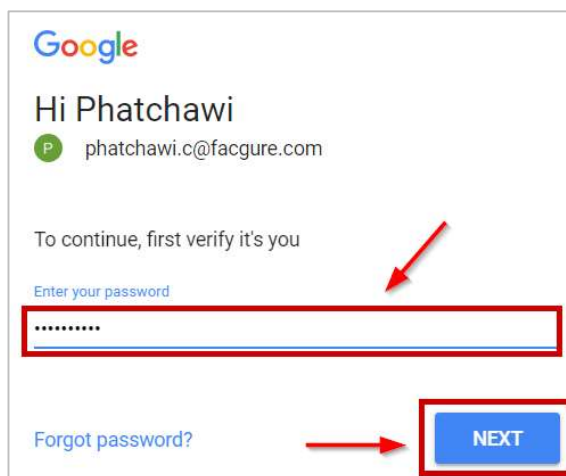 Google
Hi Phatchawi
P
phatchawi.c@facgure.com
To continue, first verify it's you
Enter your password
••••••••••
Forgot password?
NEXT